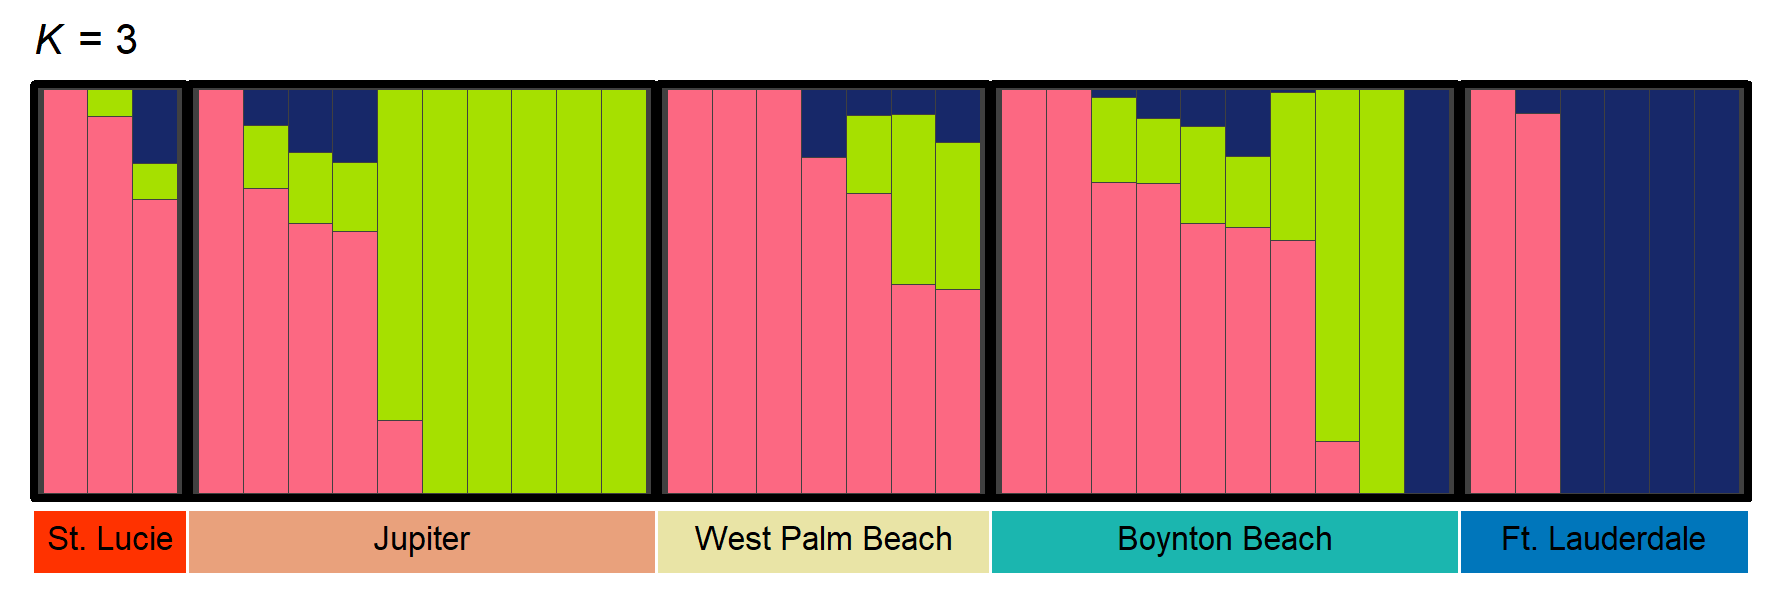 K = 3
St. Lucie
Jupiter
West Palm Beach
Boynton Beach
Ft. Lauderdale